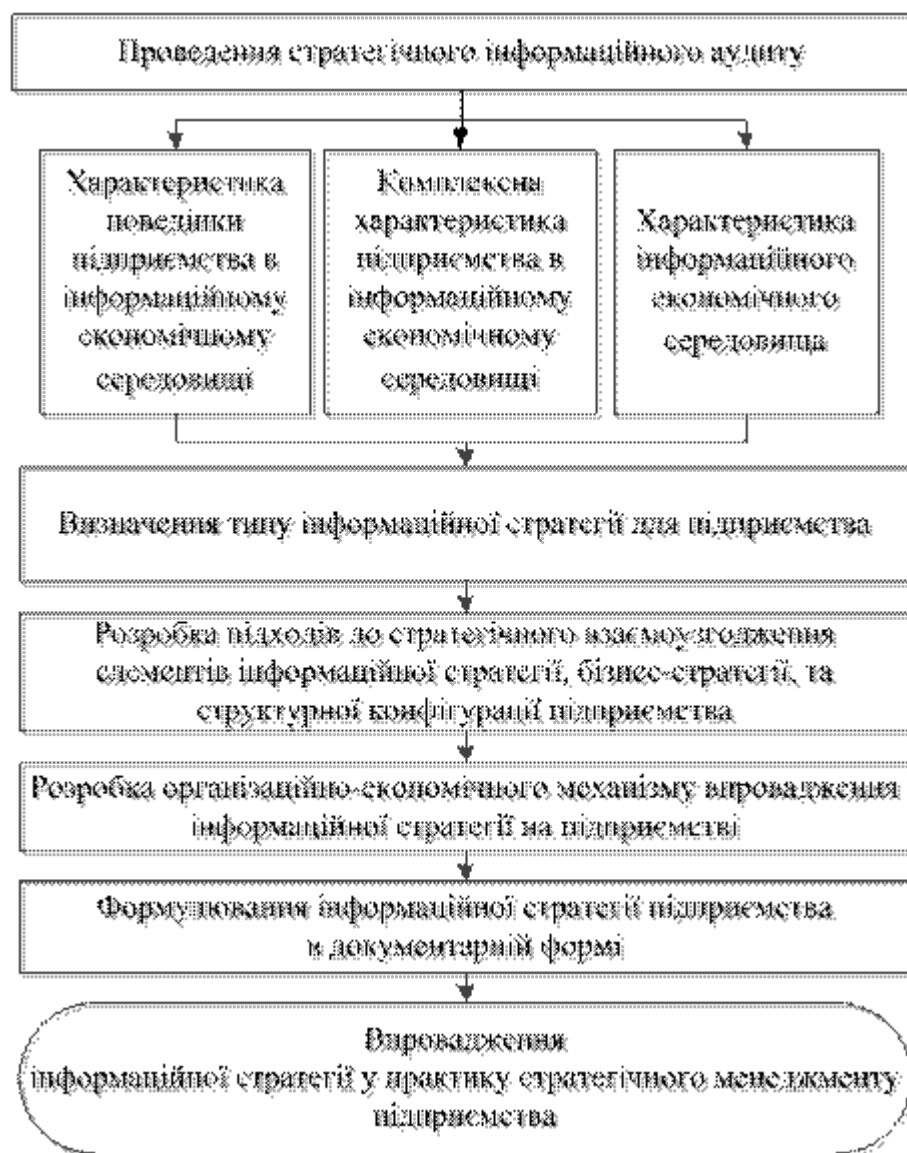 Проведення стратегічного інформаційного аудиту
Характеристика
поведінки
підприємства в
інформаційному
економічному
середовищі
Комплексна
характеристика
підприємства в
інформаційному
економічному
середовищі
Характеристика
інформаційного
економічного
середовища
Визначення типу інформаційної стратегії для підприємства
Розробка підходів до стратегічного взаємоузгодження
елементів інформаційної стратегії, бізнес-стратегії, та
структурної конфігурації підприємства
Розробка організаційно-економічного механізму впровадження
інформаційної стратегії на підприємстві
Формулювання інформаційної стратегії підприємства
в документарній формі
Впровадження
інформаційної стратегії у практику стратегічного менеджменту
підприємства